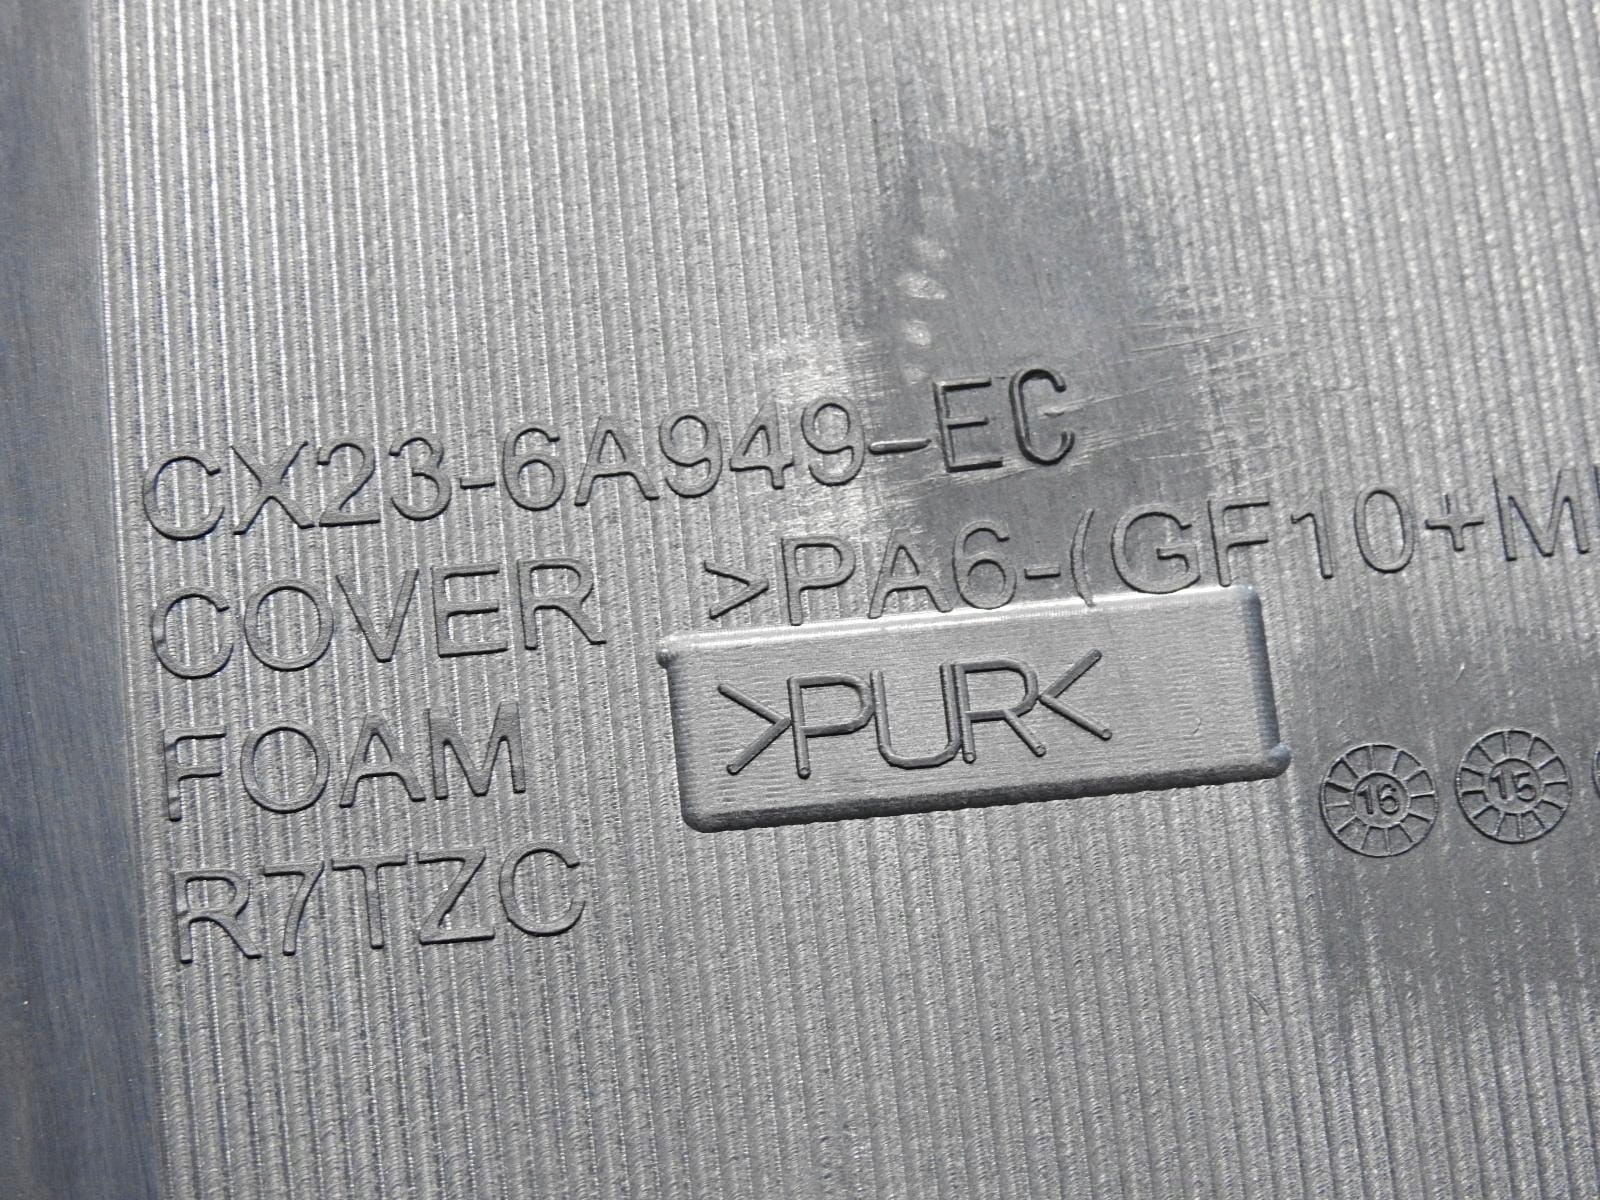 CX23-6A949-EC
COVER >PA6-(GF10+M
FOAM >PUR<
R7TZC
16 15